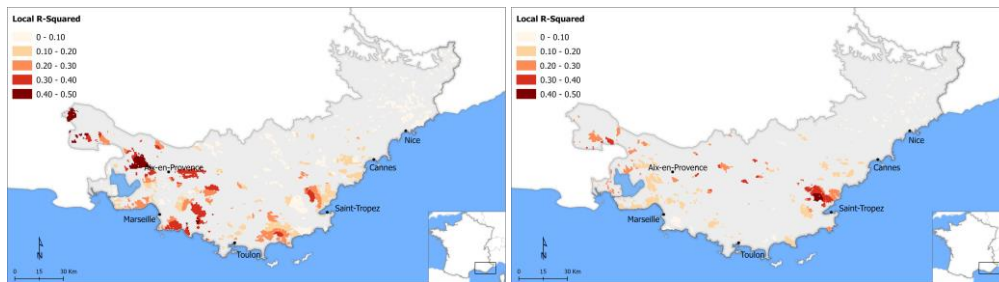 Local R-Squared
0 - 0.10
0.10 - 0.20
0.20 - 0.30
0.30 - 0.40
0.40 - 0.50
Nice
Cannes
Aix-en-Provence
Saint-Tropez
Marseille
Toulon
N
0 15 30 Km
Local R-Squared
0 - 0.10
0.10 - 0.20
0.20 - 0.30
0.30 - 0.40
0.40 - 0.50
Nice
Cannes
Aix-en-Provence
Saint-Tropez
Marseille
Toulon
N
0 15 30 Km